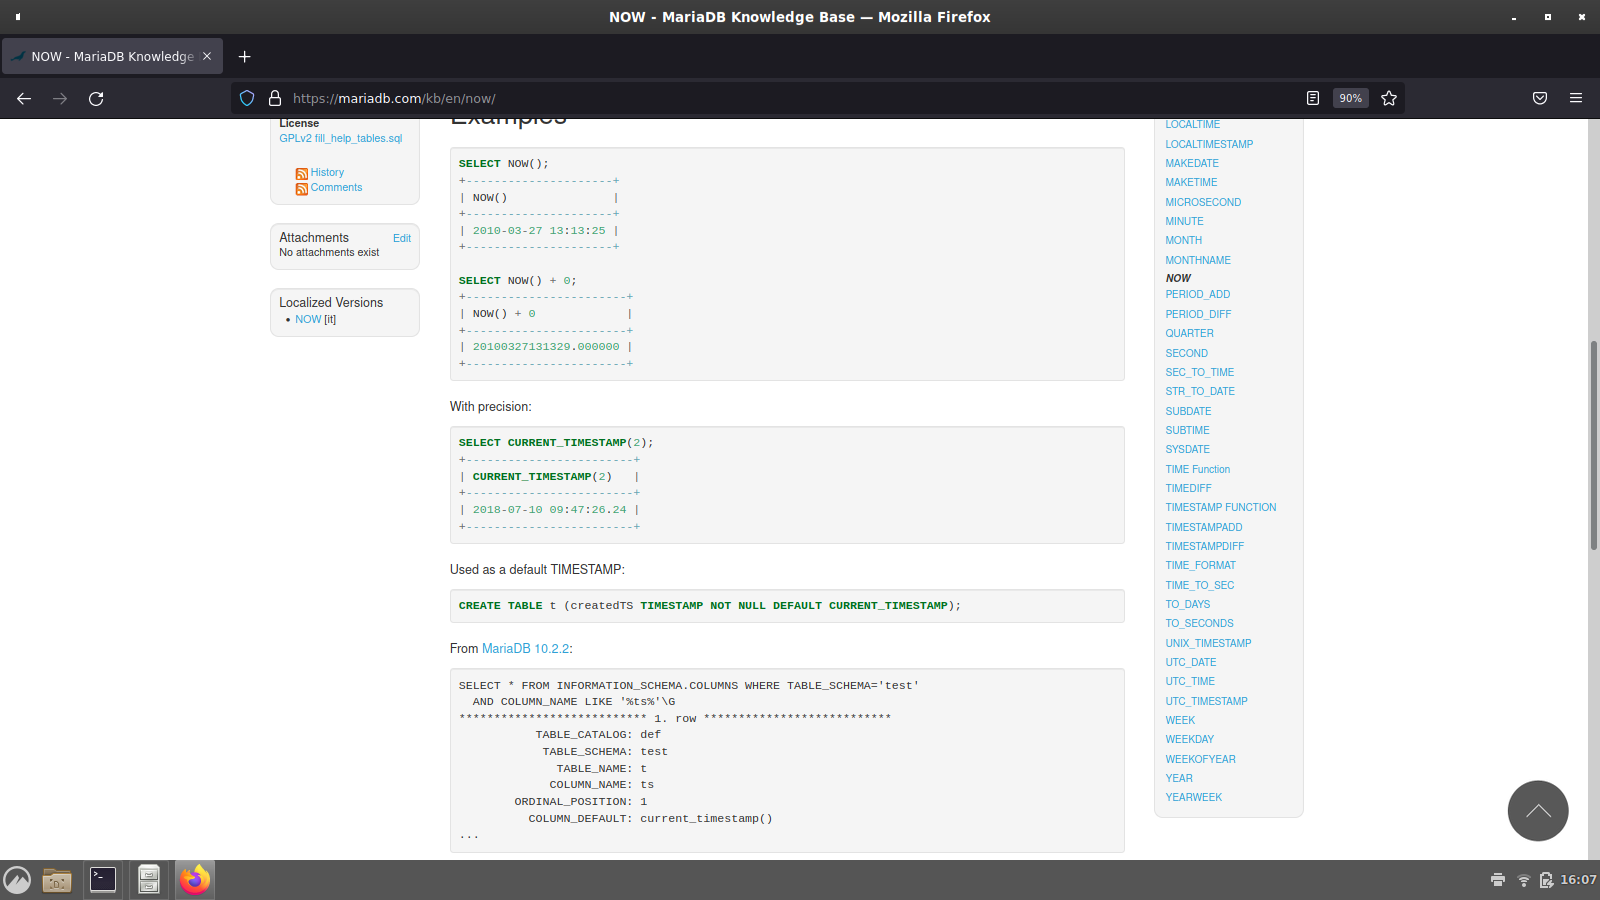 NOW - MariaDB Knowledge Base — Mozilla Firefox
NOW - MariaDB Knowledge
https://mariadb.com/kb/en/now/
90%
License
GPLv2 fill_help_tables.sql
History
Comments
Attachments Edit
No attachments exist
Localized Versions
• NOW [it]
Examples
SELECT NOW();
+---------------------+
| NOW()               |
+---------------------+
| 2010-03-27 13:13:25 |
+---------------------+
SELECT NOW() + 0;
+-----------------------+
| NOW() + 0             |
+-----------------------+
| 20100327131329.000000 |
+-----------------------+
With precision:
SELECT CURRENT_TIMESTAMP(2);
+------------------------+
| CURRENT_TIMESTAMP(2)   |
+------------------------+
| 2018-07-10 09:47:26.24 |
+------------------------+
Used as a default TIMESTAMP:
CREATE TABLE t (createdTS TIMESTAMP NOT NULL DEFAULT CURRENT_TIMESTAMP);
From MariaDB 10.2.2:
SELECT * FROM INFORMATION_SCHEMA.COLUMNS WHERE TABLE_SCHEMA='test'
  AND COLUMN_NAME LIKE '%ts%'\G
*************************** 1. row ***************************
           TABLE_CATALOG: def
            TABLE_SCHEMA: test
              TABLE_NAME: t
             COLUMN_NAME: ts
        ORDINAL_POSITION: 1
          COLUMN_DEFAULT: current_timestamp()
...
LOCALTIME
LOCALTIMESTAMP
MAKEDATE
MAKETIME
MICROSECOND
MINUTE
MONTH
MONTHNAME
NOW
PERIOD_ADD
PERIOD_DIFF
QUARTER
SECOND
SEC_TO_TIME
STR_TO_DATE
SUBDATE
SUBTIME
SYSDATE
TIME Function
TIMEDIFF
TIMESTAMP FUNCTION
TIMESTAMPADD
TIMESTAMPDIFF
TIME_FORMAT
TIME_TO_SEC
TO_DAYS
TO_SECONDS
UNIX_TIMESTAMP
UTC_DATE
UTC_TIME
UTC_TIMESTAMP
WEEK
WEEKDAY
WEEKOFYEAR
YEAR
YEARWEEK
16:07